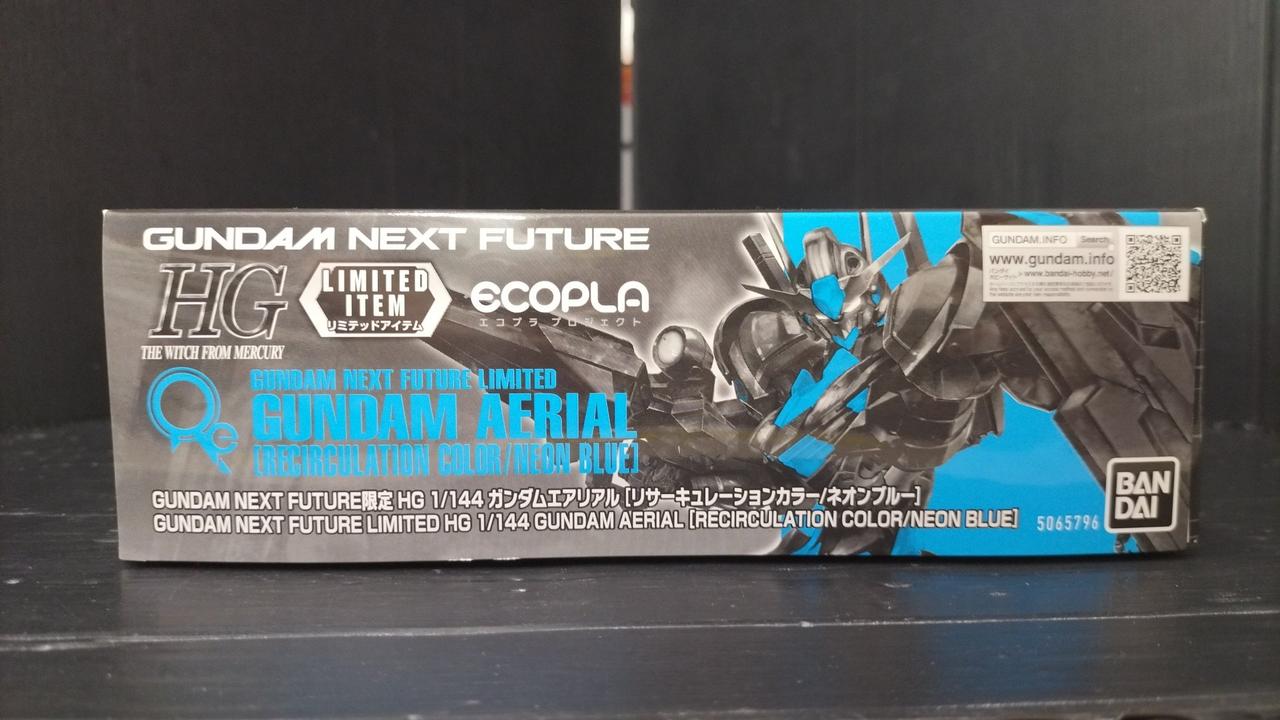 GUNDAM NEXT FUTURE
HG
THE WITCH FROM MERCURY
LIMITED
ITEM
リミテッドアイテム
ECOPLA
エコプラ プロジェクト
GUNDAM NEXT FUTURE LIMITED
GUNDAM AERIAL
[RECIRCULATION COLOR/NEON BLUE]
GUNDAM NEXT FUTURE限定 HG 1/144 ガンダムエアリアル [リサーキュレーションカラー/ネオンブルー]
GUNDAM NEXT FUTURE LIMITED HG 1/144 GUNDAM AERIAL [RECIRCULATION COLOR/NEON BLUE]
5065796
BAN
DAI
GUNDAM.INFO Search
www.gundam.info
www.bandai-hobby.net/